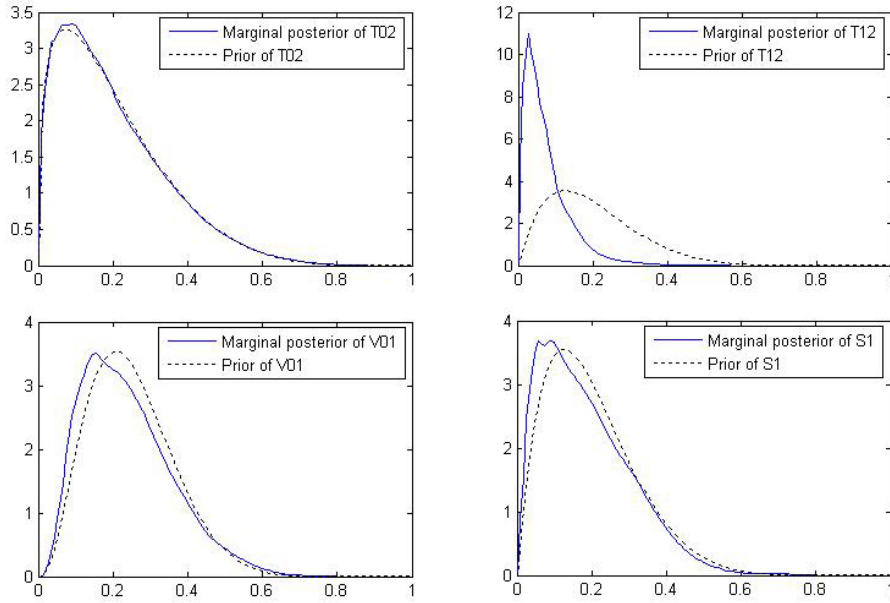 3.5
3
2.5
2
1.5
1
0.5
0
0 0.2 0.4 0.6 0.8 1
Marginal posterior of T02
Prior of T02
12
10
8
6
4
2
0
0 0.2 0.4 0.6 0.8 1
Marginal posterior of T12
Prior of T12
4
3
2
1
0
0 0.2 0.4 0.6 0.8 1
Marginal posterior of V01
Prior of V01
4
3
2
1
0
0 0.2 0.4 0.6 0.8 1
Marginal posterior of S1
Prior of S1